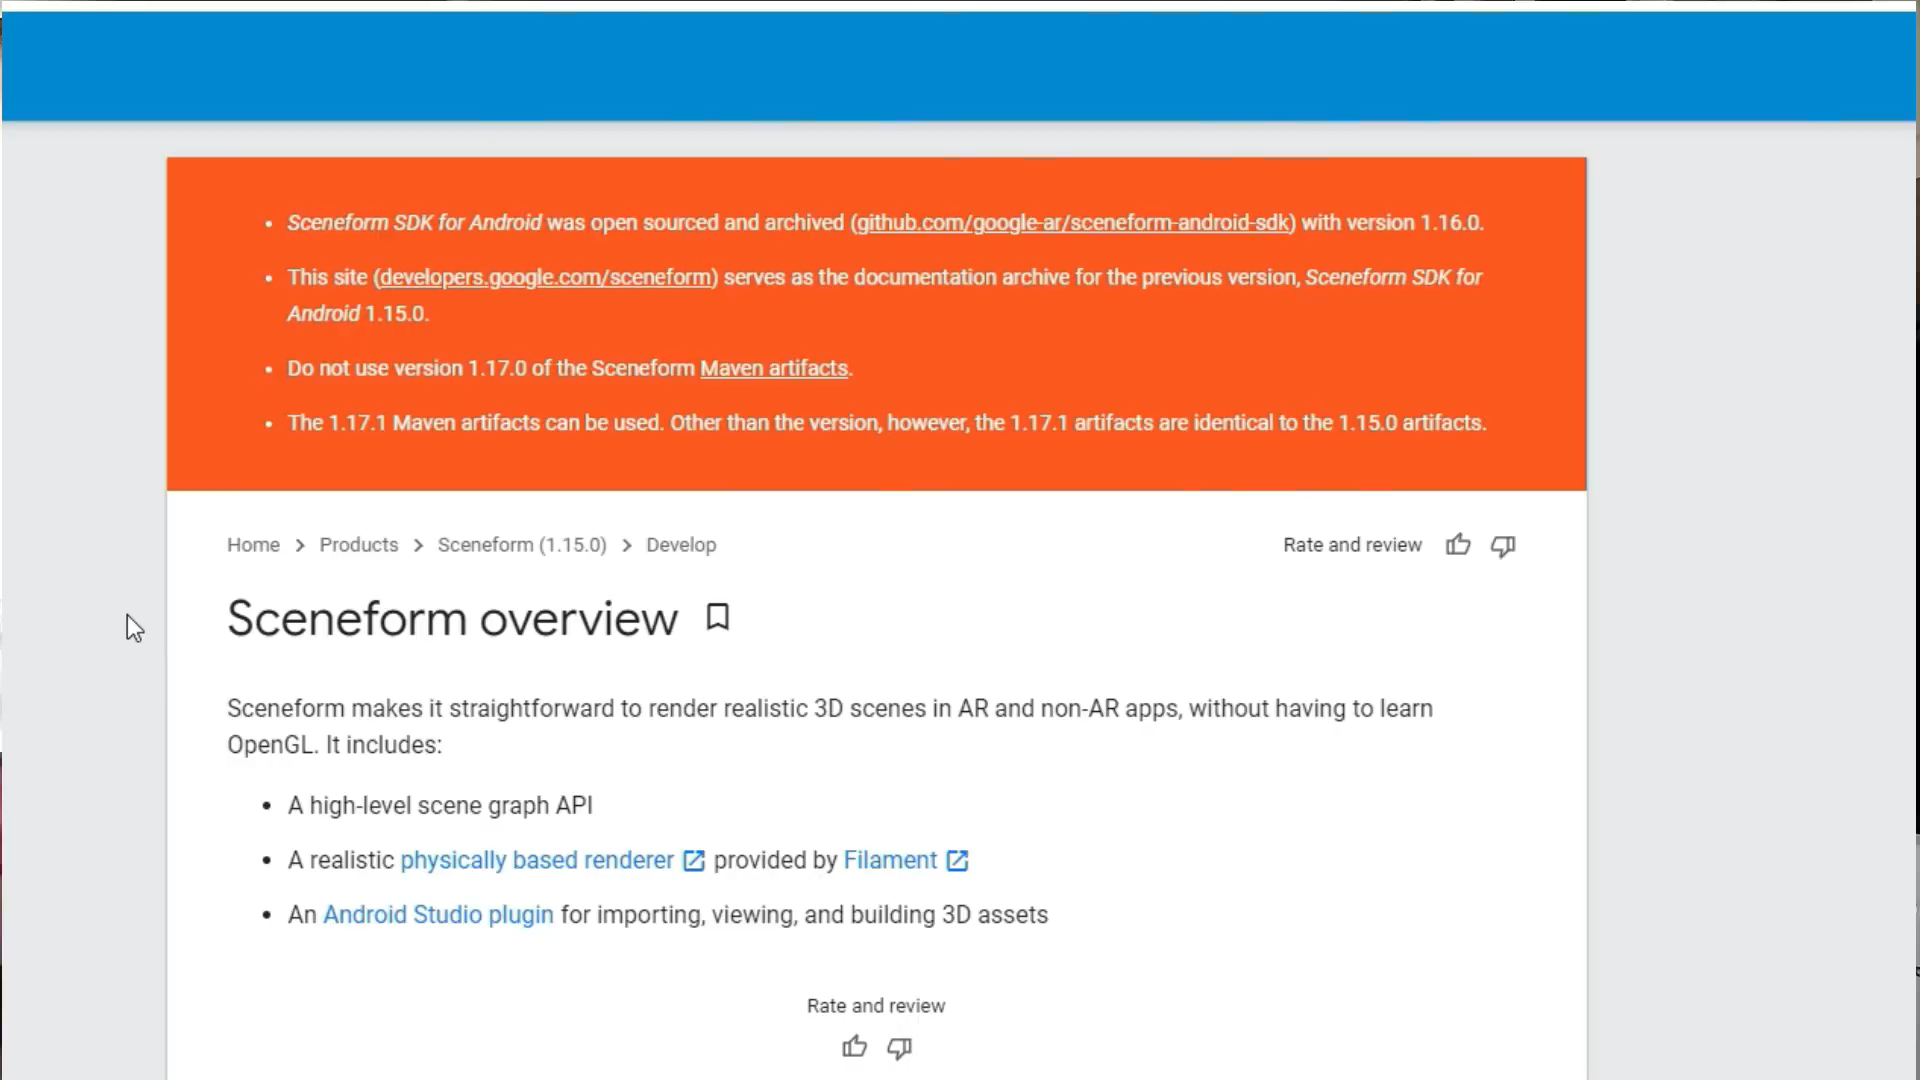 • Sceneform SDK for Android was open sourced and archived (github.com/google-ar/sceneform-android-sdk) with version 1.16.0.
• This site (developers.google.com/sceneform) serves as the documentation archive for the previous version, Sceneform SDK for
Android 1.15.0.
• Do not use version 1.17.0 of the Sceneform Maven artifacts.
• The 1.17.1 Maven artifacts can be used. Other than the version, however, the 1.17.1 artifacts are identical to the 1.15.0 artifacts.
Home > Products > Sceneform (1.15.0) > Develop
Rate and review
Sceneform overview
Sceneform makes it straightforward to render realistic 3D scenes in AR and non-AR apps, without having to learn
OpenGL. It includes:
• A high-level scene graph API
• A realistic physically based renderer provided by Filament
• An Android Studio plugin for importing, viewing, and building 3D assets
Rate and review